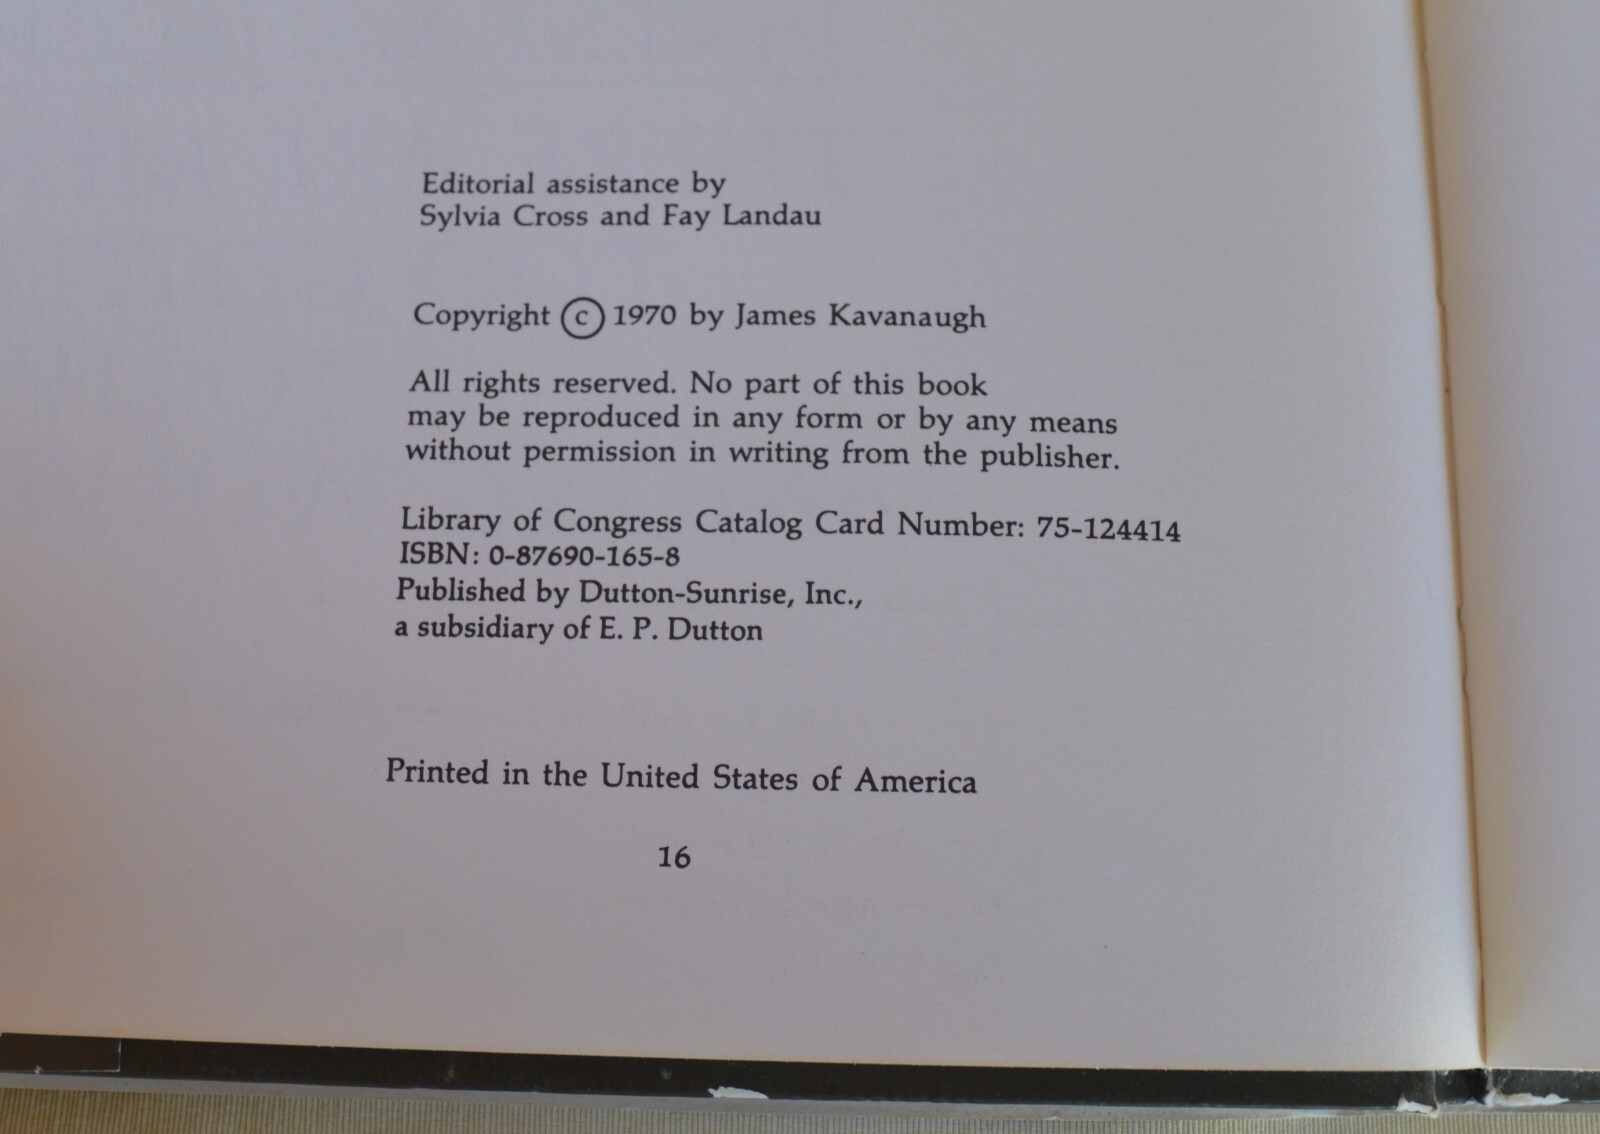 Editorial assistance by
Sylvia Cross and Fay Landau
Copyright © 1970 by James Kavanaugh
All rights reserved. No part of this book
may be reproduced in any form or by any means
without permission in writing from the publisher.
Library of Congress Catalog Card Number: 75-124414
ISBN: 0-87690-165-8
Published by Dutton-Sunrise, Inc.,
a subsidiary of E. P. Dutton
Printed in the United States of America
16